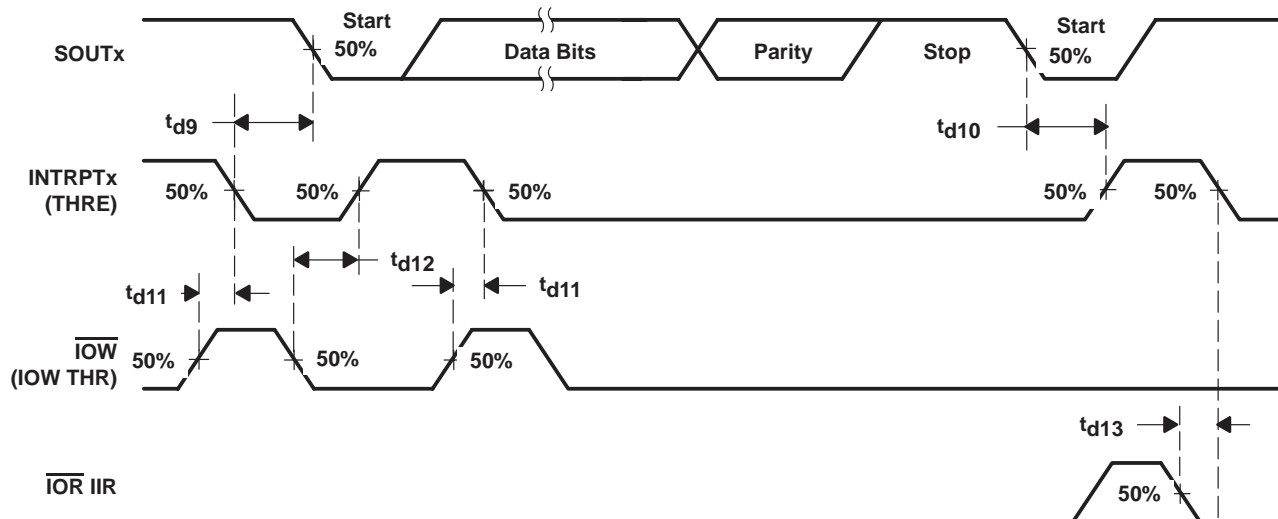 Start
Start
SOUTx
50%
Data Bits
Parity
Stop
50%
td9
td10
INTRPTx
(THRE)
50%
50%
50%
50%
50%
td12
td11
td11
IOW
(IOW THR)
50%
50%
50%
td13
IOR IIR
50%